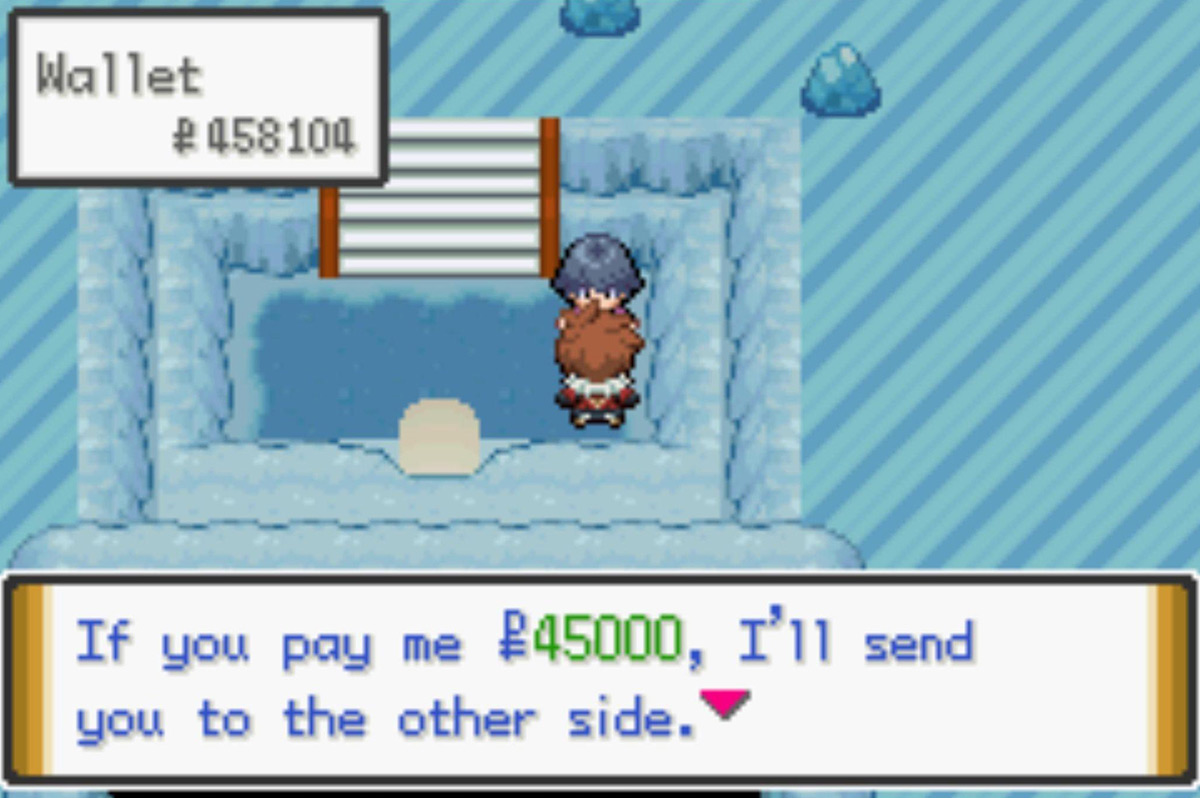 Wallet
₽458104
If you pay me ₽45000, I'll send
you to the other side.